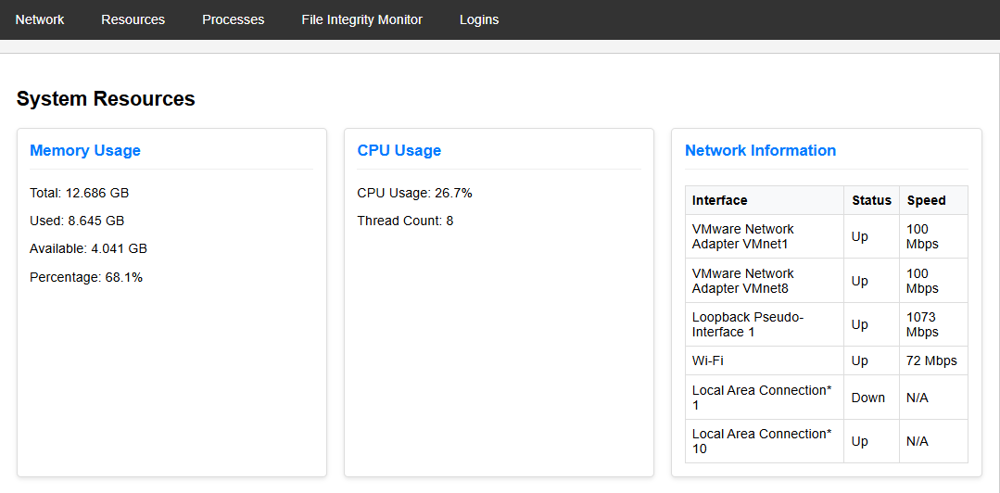 Network Resources Processes File Integrity Monitor Logins
System Resources
Memory Usage
Total: 12.686 GB
Used: 8.645 GB
Available: 4.041 GB
Percentage: 68.1%
CPU Usage
CPU Usage: 26.7%
Thread Count: 8
Network Information
Interface Status Speed
VMware Network
Adapter VMnet1
Up
100
Mbps
VMware Network
Adapter VMnet8
Up
100
Mbps
Loopback Pseudo-
Interface 1
Up
1073
Mbps
Wi-Fi Up 72 Mbps
Local Area Connection*
1
Down
N/A
Local Area Connection*
10
Up
N/A